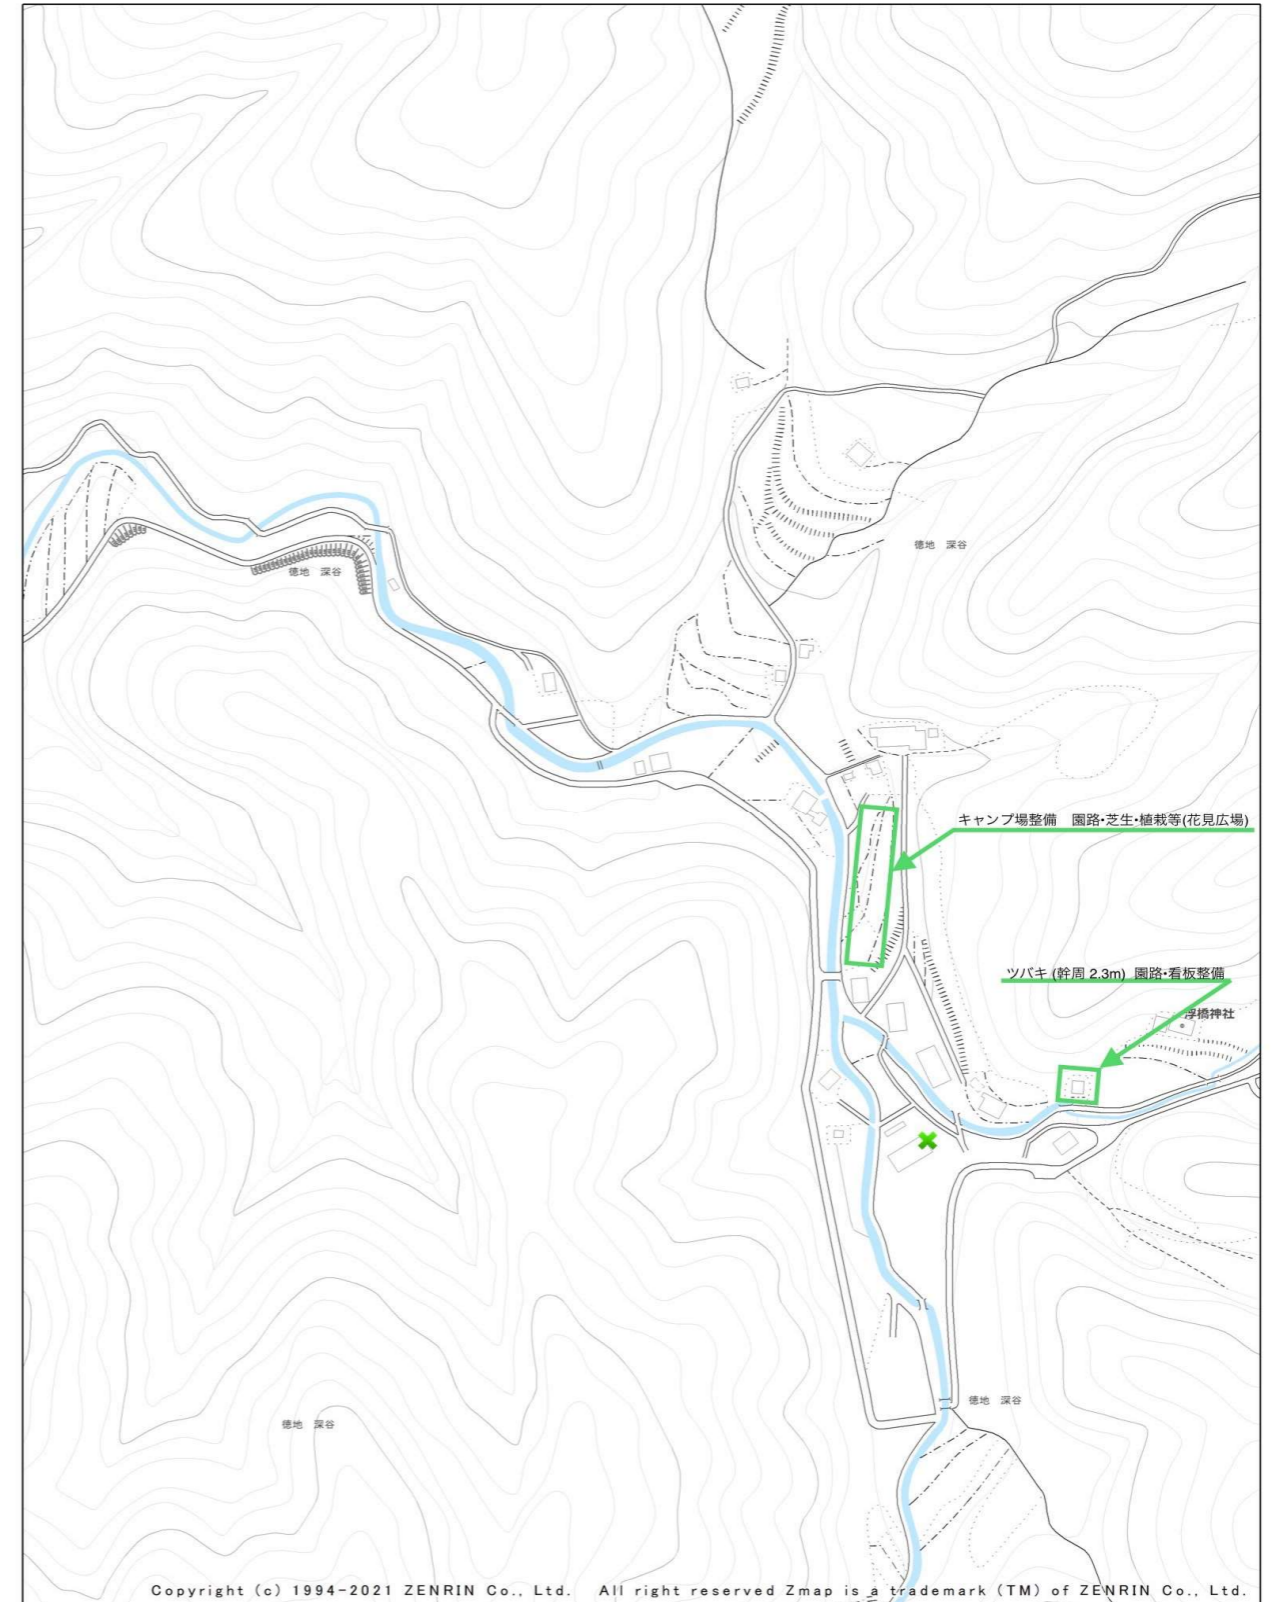 徳地　深谷
徳地　深谷
キャンプ場整備　園路・芝生・植栽等(花見広場)
ツバキ (幹周 2.3m)  園路・看板整備
浮橋神社
徳地　深谷
徳地　深谷
Copyright (c) 1994-2021 ZENRIN Co., Ltd.　All right reserved Zmap is a trademark (TM) of ZENRIN Co., Ltd.